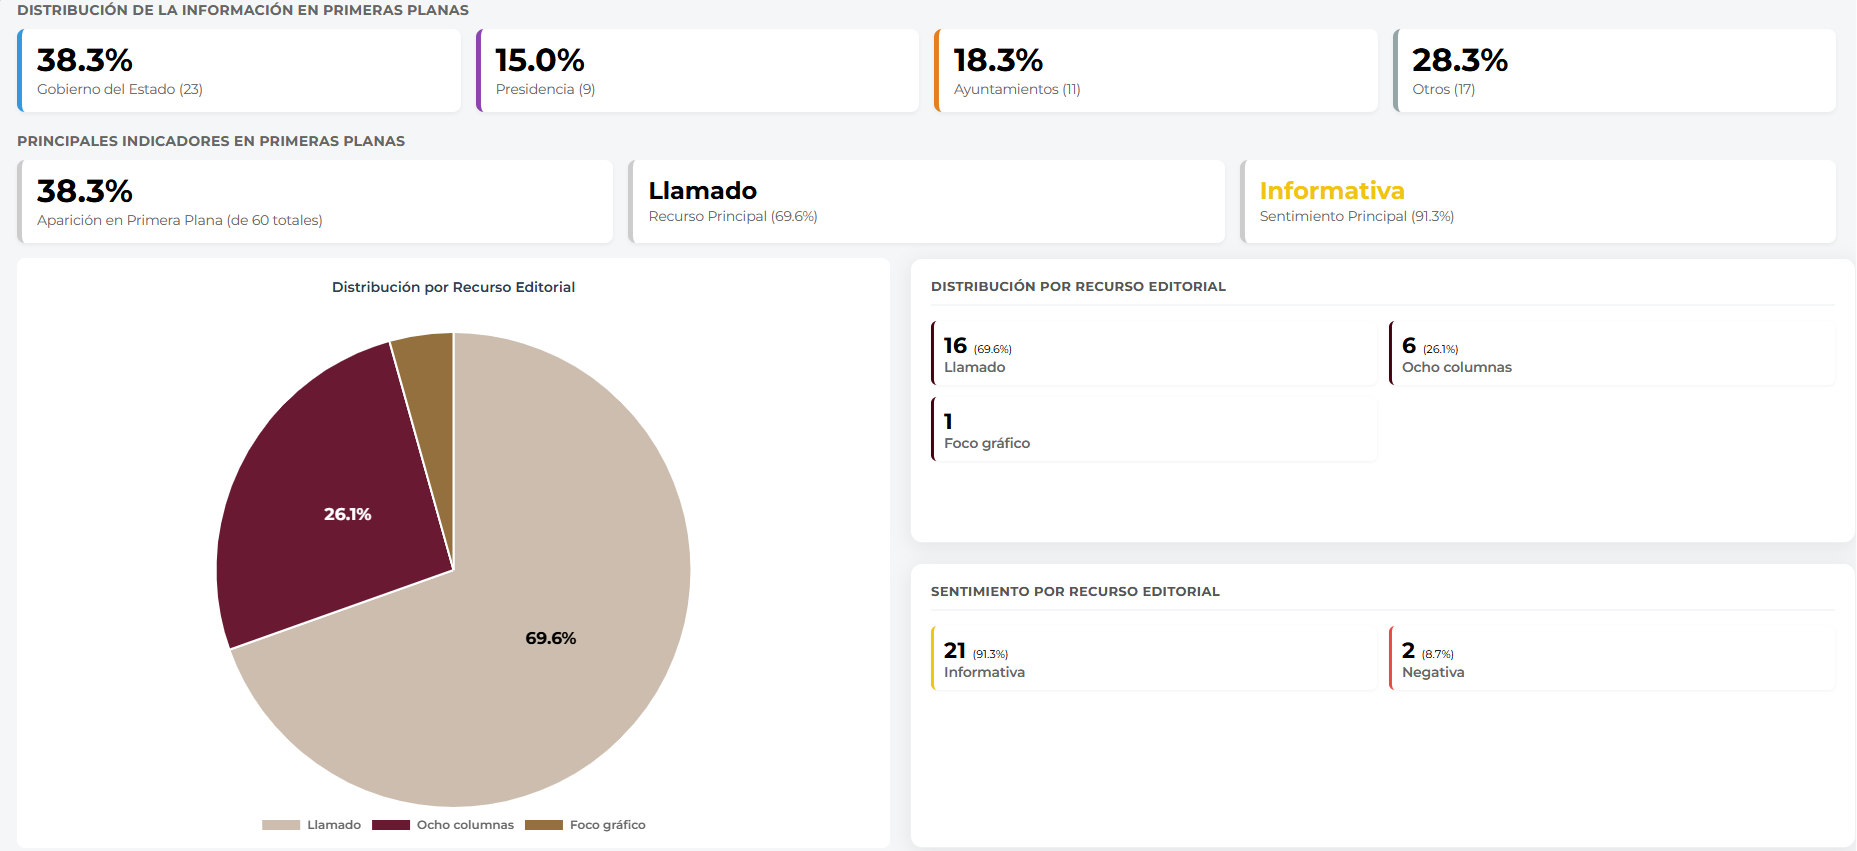 DISTRIBUCIÓN DE LA INFORMACIÓN EN PRIMERAS PLANAS
38.3%
Gobierno del Estado (23)
15.0%
Presidencia (9)
18.3%
Ayuntamientos (11)
28.3%
Otros (17)
PRINCIPALES INDICADORES EN PRIMERAS PLANAS
38.3%
Aparición en Primera Plana (de 60 totales)
Llamado
Recurso Principal (69.6%)
Informativa
Sentimiento Principal (91.3%)
Distribución por Recurso Editorial
26.1%
69.6%
Llamado
Ocho columnas
Foco gráfico
DISTRIBUCIÓN POR RECURSO EDITORIAL
16 (69.6%)
Llamado
6 (26.1%)
Ocho columnas
1
Foco gráfico
SENTIMIENTO POR RECURSO EDITORIAL
21 (91.3%)
Informativa
2 (8.7%)
Negativa